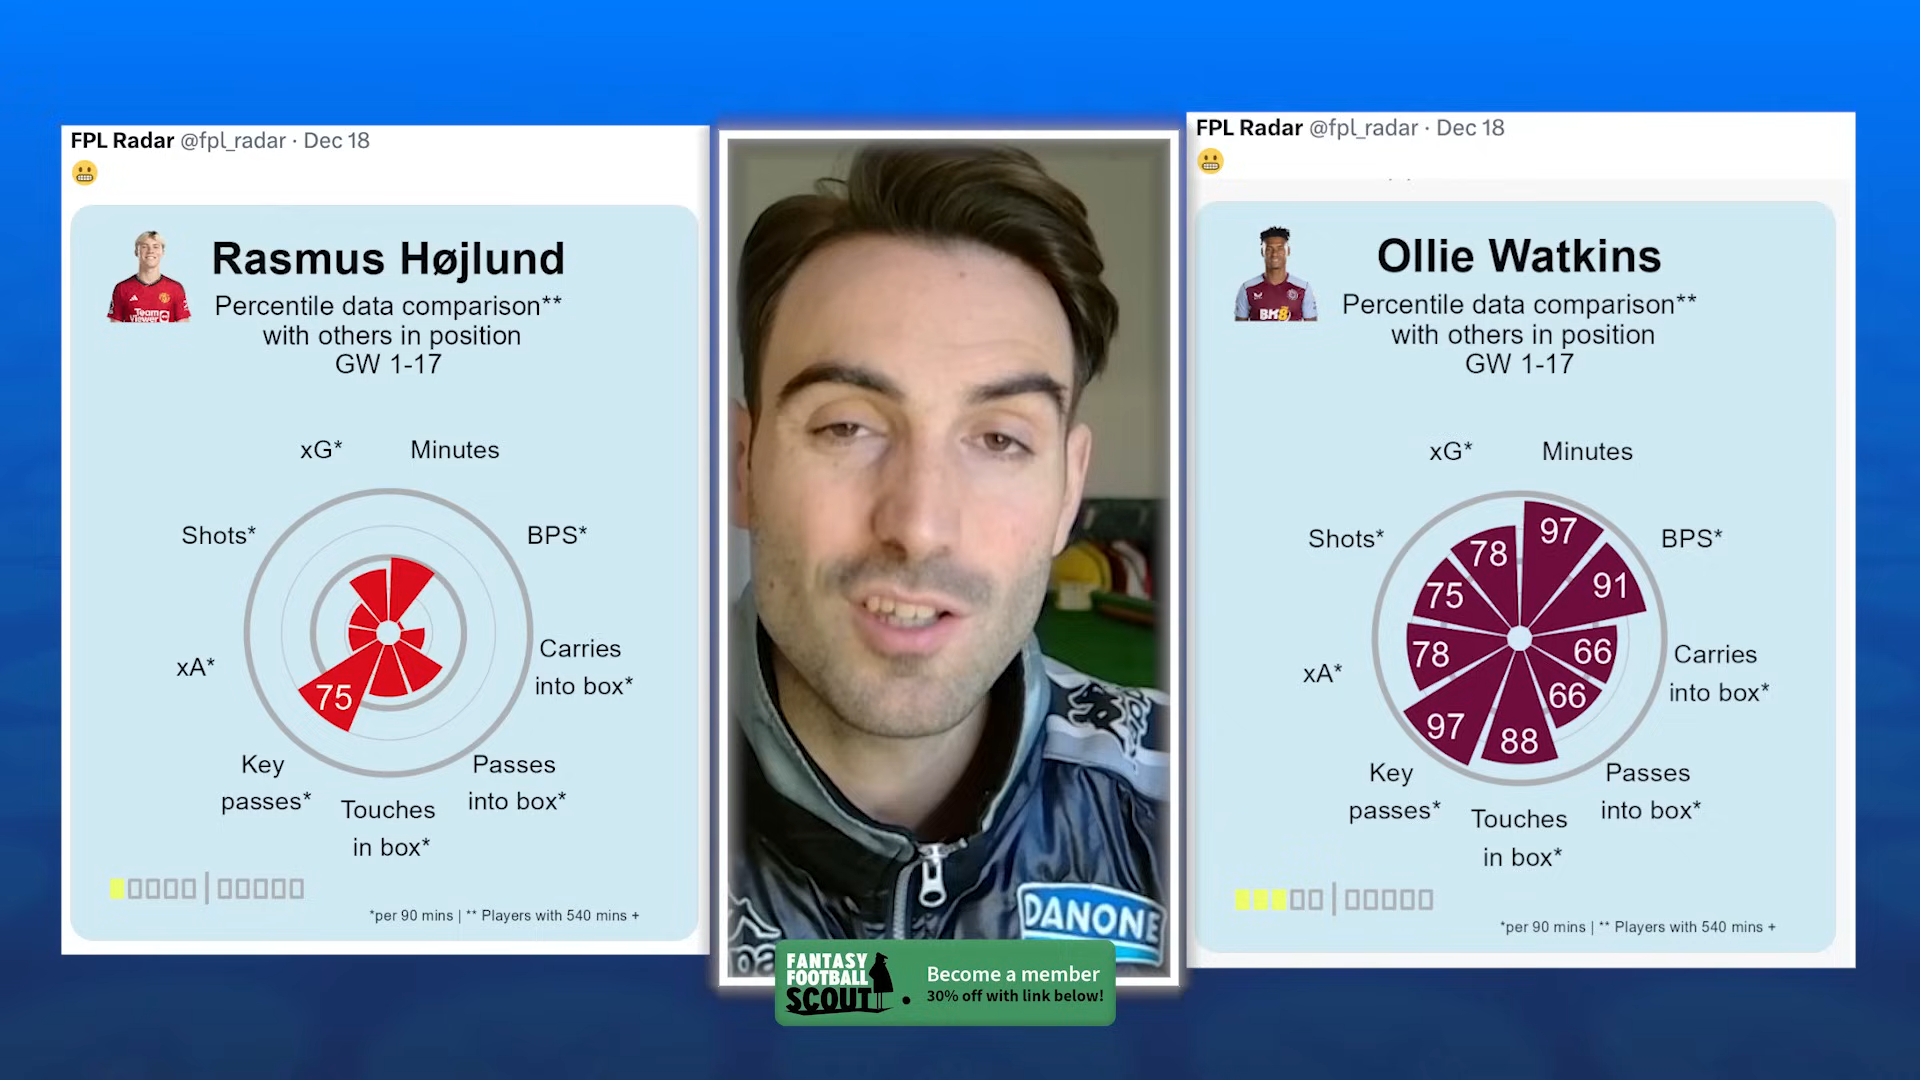 FPL Radar @fpl_radar · Dec 18
Rasmus Højlund
Percentile data comparison**
with others in position
GW 1-17
xG*
Minutes
Shots*
BPS*
xA*
Carries
into box*
75
Key
passes*
Touches
in box*
Passes
into box*
*per 90 mins | ** Players with 540 mins +
Team
Viewer
DANONE
FANTASY
FOOTBALL
SCOUT
Become a member
30% off with link below!
FPL Radar @fpl_radar · Dec 18
Ollie Watkins
Percentile data comparison**
with others in position
GW 1-17
BK8
xG*
Minutes
Shots*
BPS*
xA*
Carries
into box*
97
78
91
75
66
78
66
97
88
Key
passes*
Touches
in box*
Passes
into box*
*per 90 mins | ** Players with 540 mins +